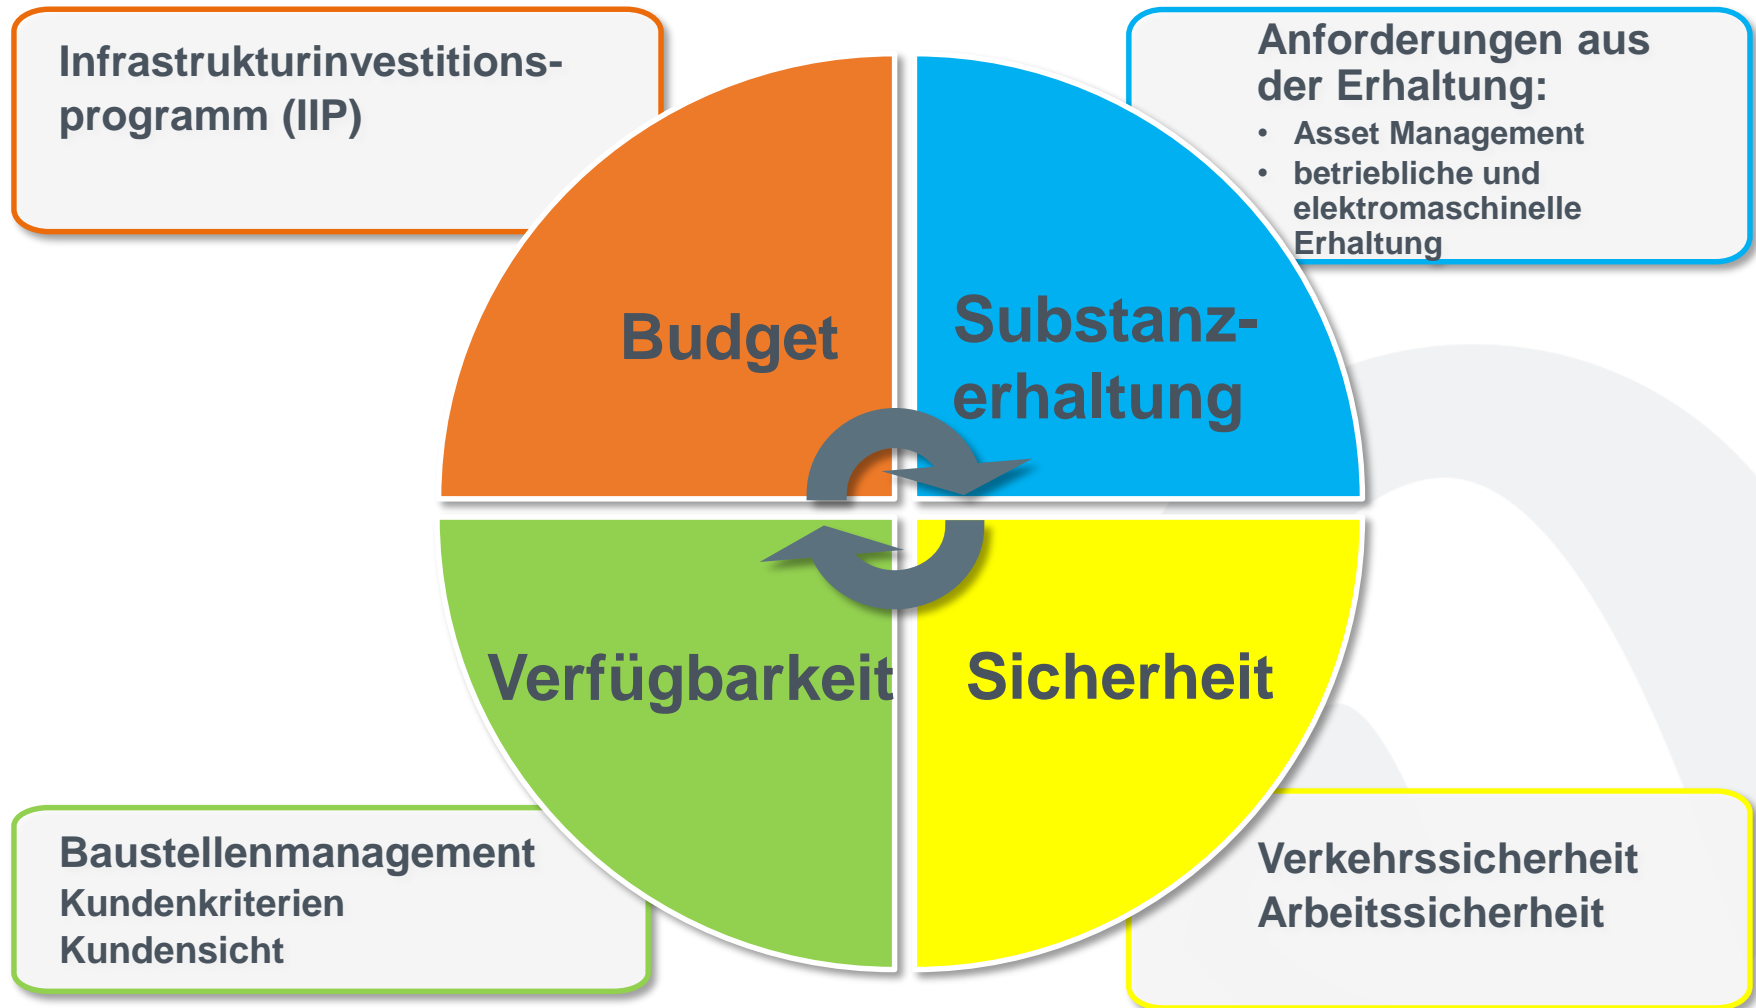 Infrastrukturinvestitions-
programm (IIP)
Anforderungen aus
der Erhaltung:
• Asset Management
• betriebliche und
elektromaschinelle
Erhaltung
Budget
Substanz-
erhaltung
Verfügbarkeit
Sicherheit
Baustellenmanagement
Kundenkriterien
Kundensicht
Verkehrssicherheit
Arbeitssicherheit